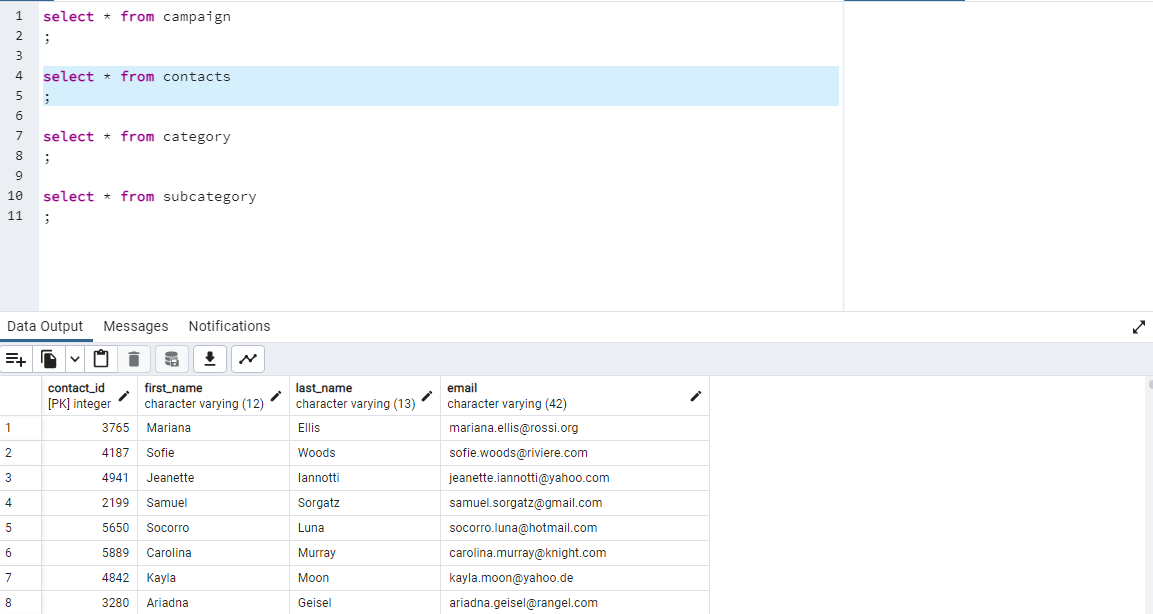 1 select * from campaign
2 ;
3
4 select * from contacts
5 ;
6
7 select * from category
8 ;
9
10 select * from subcategory
11 ;
Data Output Messages Notifications
contact_id first_name last_name email
[PK] integer character varying (12) character varying (13) character varying (42)
1 3765 Mariana Ellis mariana.ellis@rossi.org
2 4187 Sofie Woods sofie.woods@riviere.com
3 4941 Jeanette Iannotti jeanette.iannotti@yahoo.com
4 2199 Samuel Sorgatz samuel.sorgatz@gmail.com
5 5650 Socorro Luna socorro.luna@hotmail.com
6 5889 Carolina Murray carolina.murray@knight.com
7 4842 Kayla Moon kayla.moon@yahoo.de
8 3280 Ariadna Geisel ariadna.geisel@rangel.com